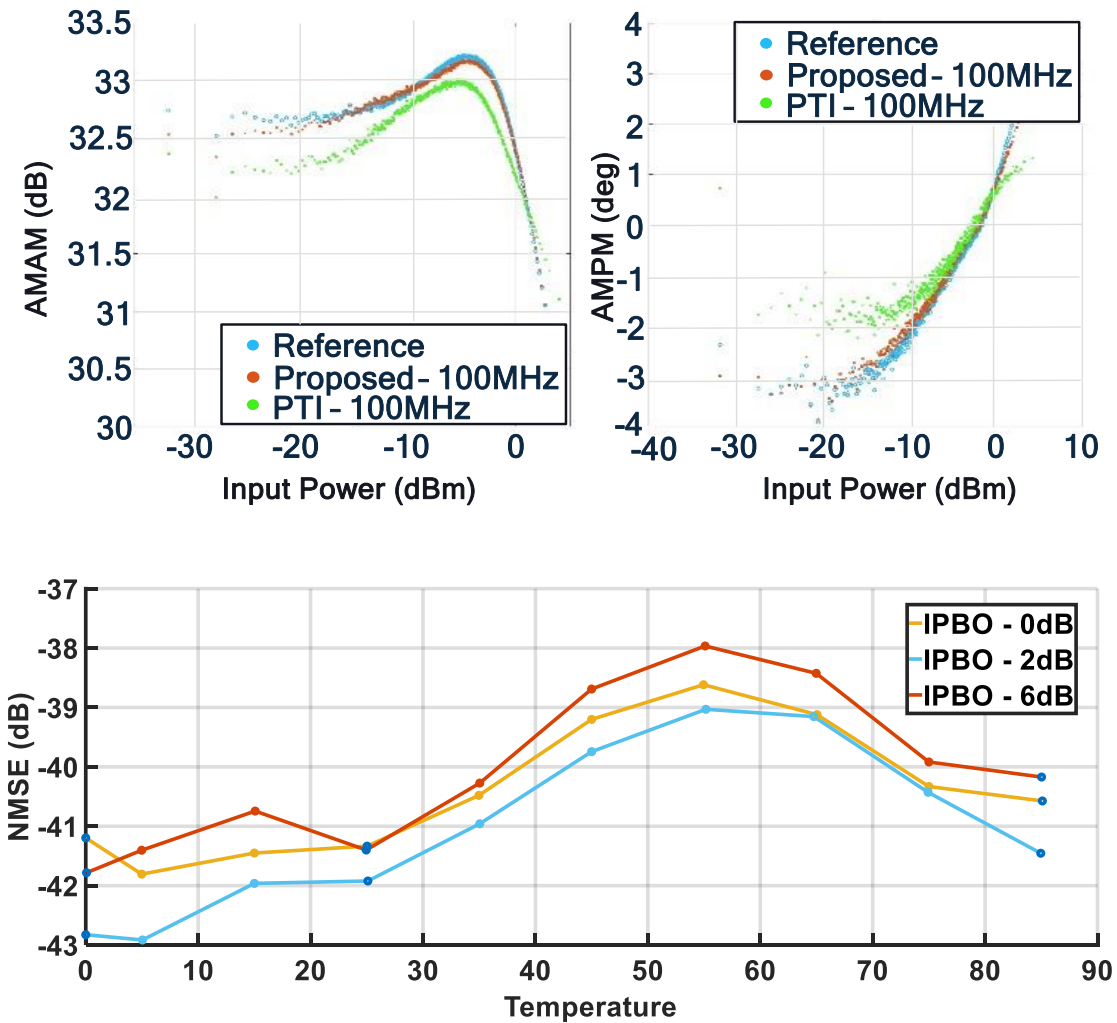 33.5
33
32.5
32
31.5
31
30.5
30
AMAM (dB)
Reference
Proposed - 100MHz
PTI - 100MHz
-30
-20
-10
0
Input Power (dBm)
4
3
2
1
0
-1
-2
-3
-4
AMPM (deg)
Reference
Proposed - 100MHz
PTI - 100MHz
-40
-30
-20
-10
0
10
Input Power (dBm)
-37
-38
-39
-40
-41
-42
-43
NMSE (dB)
IPBO - 0dB
IPBO - 2dB
IPBO - 6dB
0
10
20
30
40
50
60
70
80
90
Temperature